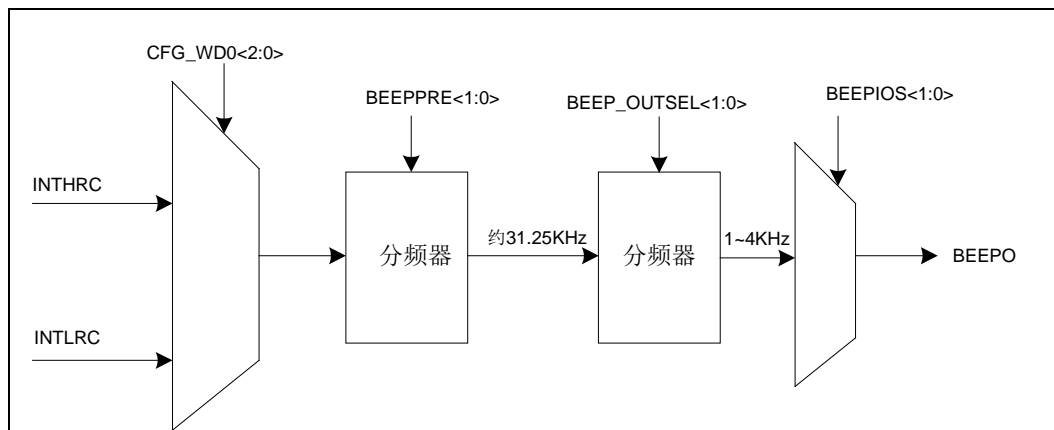 CFG_WD0<2:0>
BEEPPRE<1:0>
BEEP_OUTSEL<1:0>
BEEPIOS<1:0>
INTHRC
分频器
约31.25KHz
分频器
1~4KHz
BEEPO
INTLRC